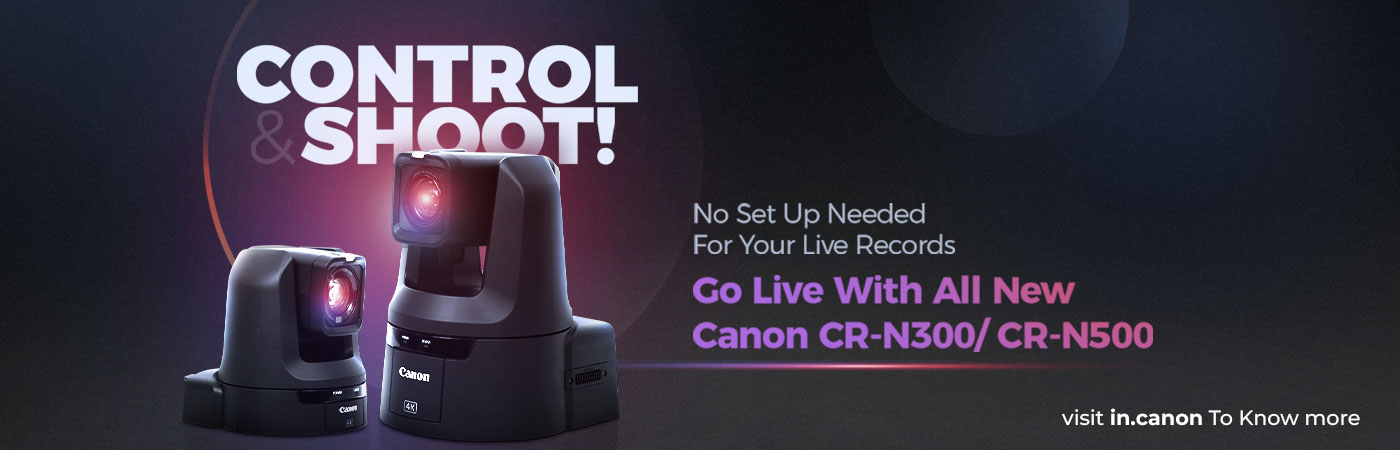 CONTROL
& SHOOT!
No Set Up Needed
For Your Live Records
Go Live With All New
Canon CR-N300/ CR-N500
Canon
4K
Canon
4K
visit in.canon To Know more